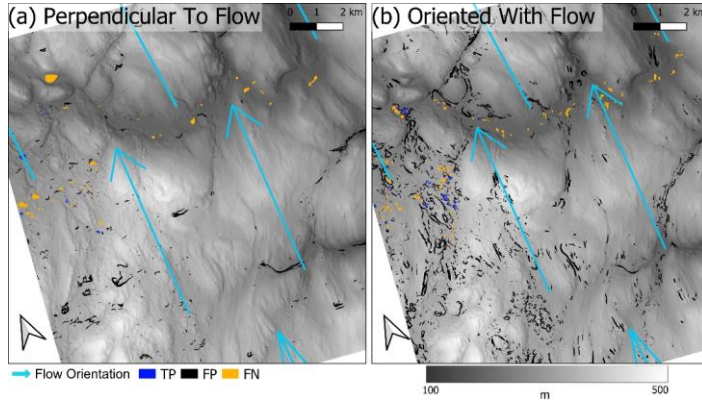 (a) Perpendicular To Flow
0 1 2 km
(b) Oriented With Flow
0 1 2 km
Flow Orientation TP FP FN
100 500
m